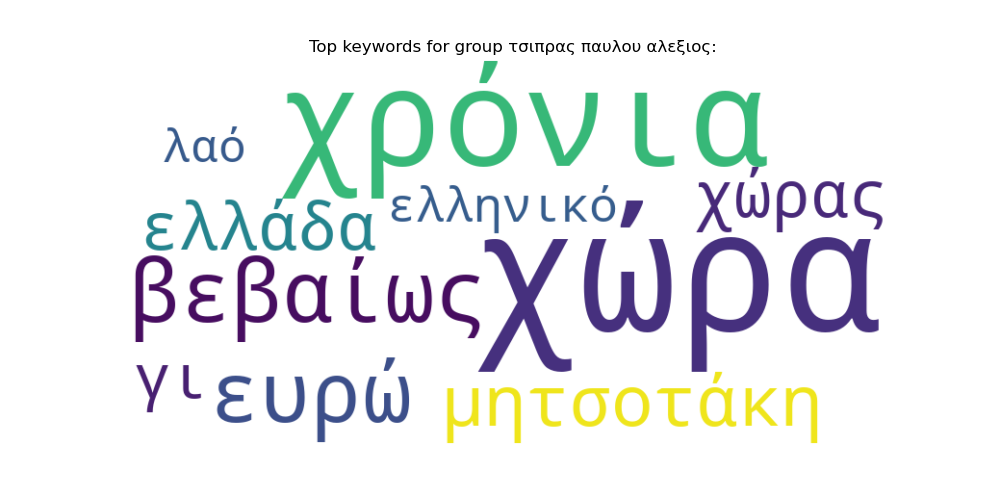 Top keywords for group τσιπρας παυλου αλεξιος:
χρόνια
λαό
χώρας
ελληνικό
ελλάδα
χώρα
βεβαίως
γι
ευρώ
μητσοτάκη